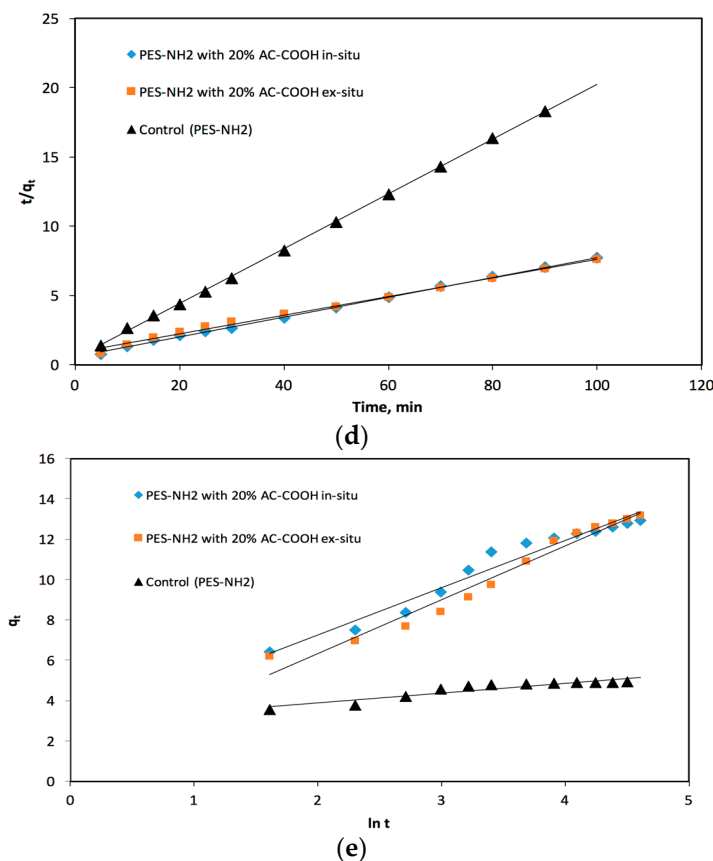 25
20
15
10
5
0
t/qt
PES-NH2 with 20% AC-COOH in-situ
PES-NH2 with 20% AC-COOH ex-situ
Control (PES-NH2)
0 20 40 60 80 100 120
Time, min
(d)
16
14
12
10
8
6
4
2
0
qt
PES-NH2 with 20% AC-COOH in-situ
PES-NH2 with 20% AC-COOH ex-situ
Control (PES-NH2)
0 1 2 3 4 5
ln t
(e)